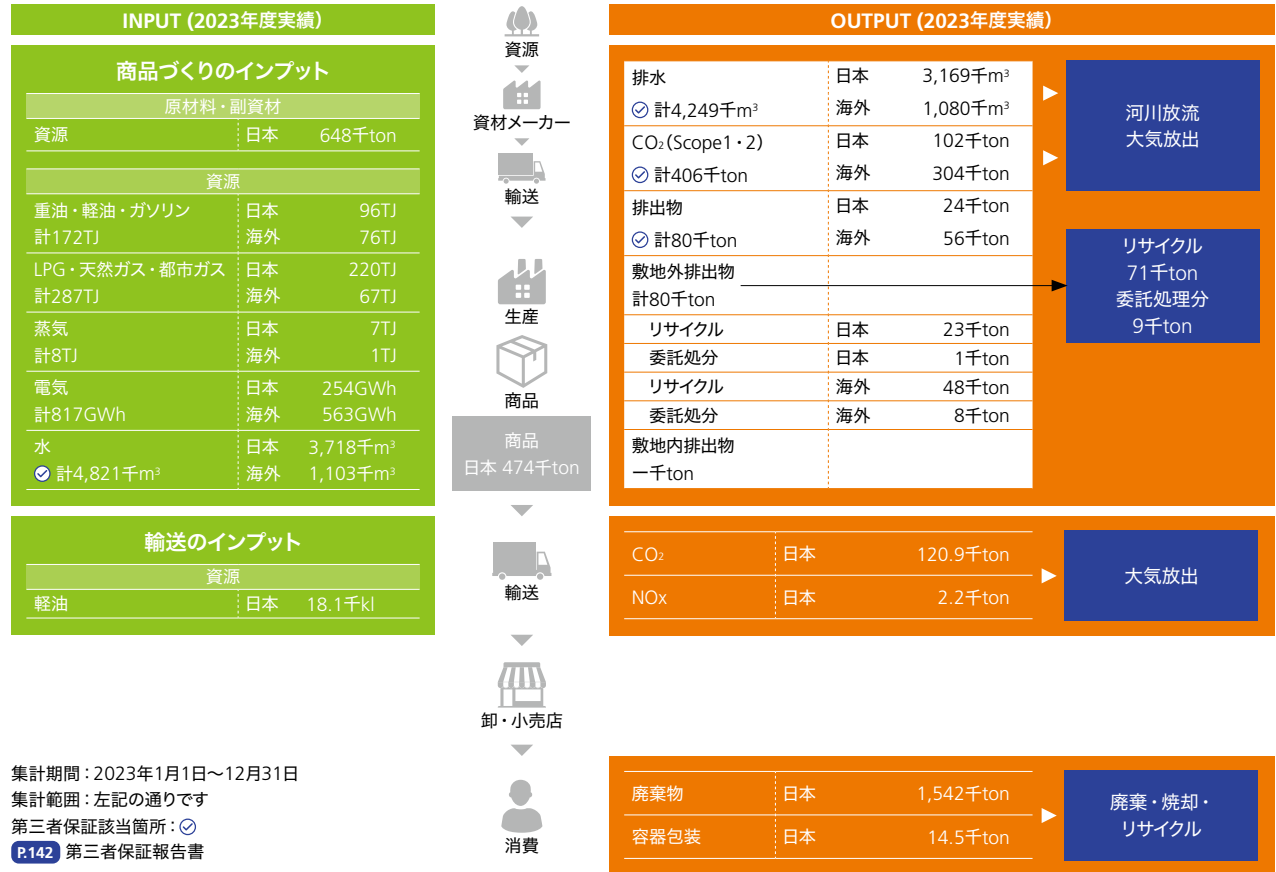 INPUT (2023年度実績)
商品づくりのインプット
原材料・副資材
資源 日本 648千ton
資源
重油・軽油・ガソリン 日本 96TJ
計172TJ 海外 76TJ
LPG・天然ガス・都市ガス 日本 220TJ
計287TJ 海外 67TJ
蒸気 日本 7TJ
計8TJ 海外 1TJ
電気 日本 254GWh
計817GWh 海外 563GWh
水 日本 3,718千m³
計4,821千m³ 海外 1,103千m³
輸送のインプット
資源
軽油 日本 18.1千kl
集計期間：2023年1月1日〜12月31日
集計範囲：左記の通りです
第三者保証該当箇所：
P.142 第三者保証報告書
資源
資材メーカー
輸送
生産
商品
商品
日本 474千ton
輸送
卸・小売店
消費
OUTPUT (2023年度実績)
排水 日本 3,169千m³
計4,249千m³ 海外 1,080千m³
CO₂(Scope1・2) 日本 102千ton
計406千ton 海外 304千ton
排出物 日本 24千ton
計80千ton 海外 56千ton
敷地外排出物
計80千ton
リサイクル 日本 23千ton
委託処分 日本 1千ton
リサイクル 海外 48千ton
委託処分 海外 8千ton
敷地内排出物
ー千ton
河川放流
大気放出
リサイクル
71千ton
委託処理分
9千ton
CO₂ 日本 120.9千ton
NOx 日本 2.2千ton
大気放出
廃棄物 日本 1,542千ton
容器包装 日本 14.5千ton
廃棄・焼却・
リサイクル